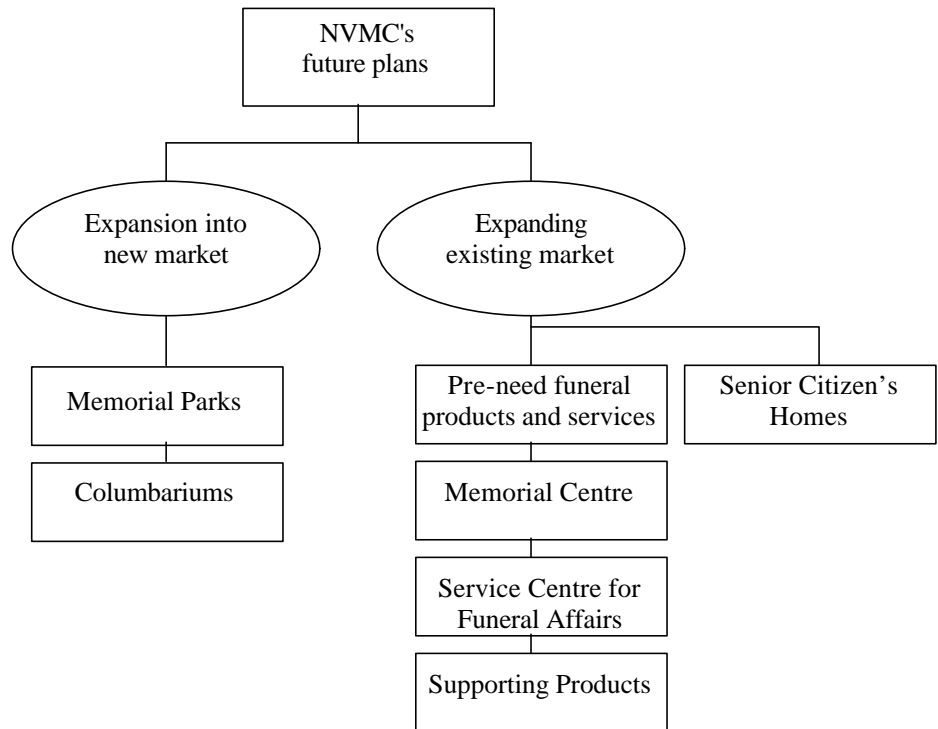 NVMC's
future plans
Expansion into
new market
Expanding
existing market
Memorial Parks
Columbariums
Pre-need funeral
products and services
Senior Citizen’s
Homes
Memorial Centre
Service Centre for
Funeral Affairs
Supporting Products